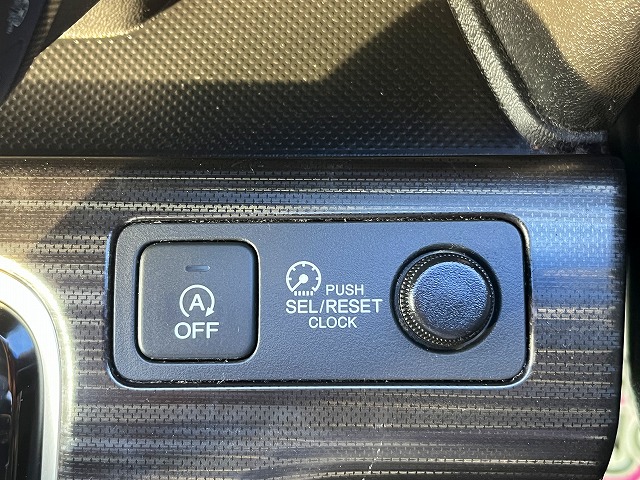 A
OFF
PUSH
SEL/RESET
CLOCK